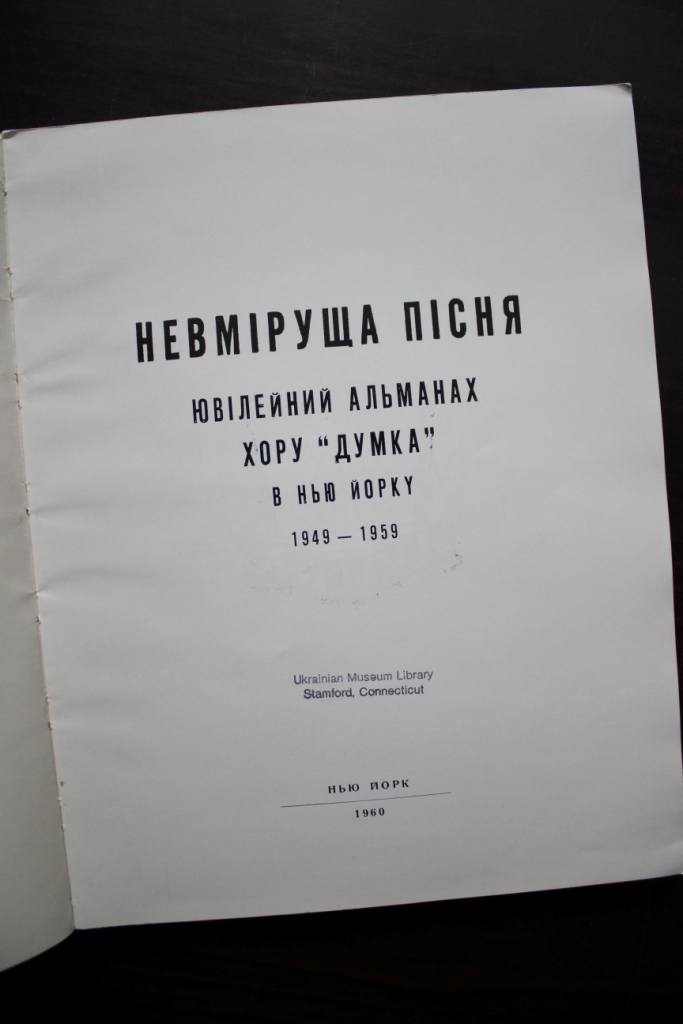 НЕВМІРУЩА ПІСНЯ
ЮВІЛЕЙНИЙ АЛЬМАНАХ
ХОРУ “ДУМКА”
В НЬЮ ЙОРКУ
1949 — 1959
Ukrainian Museum Library
Stamford, Connecticut
НЬЮ ЙОРК
1960